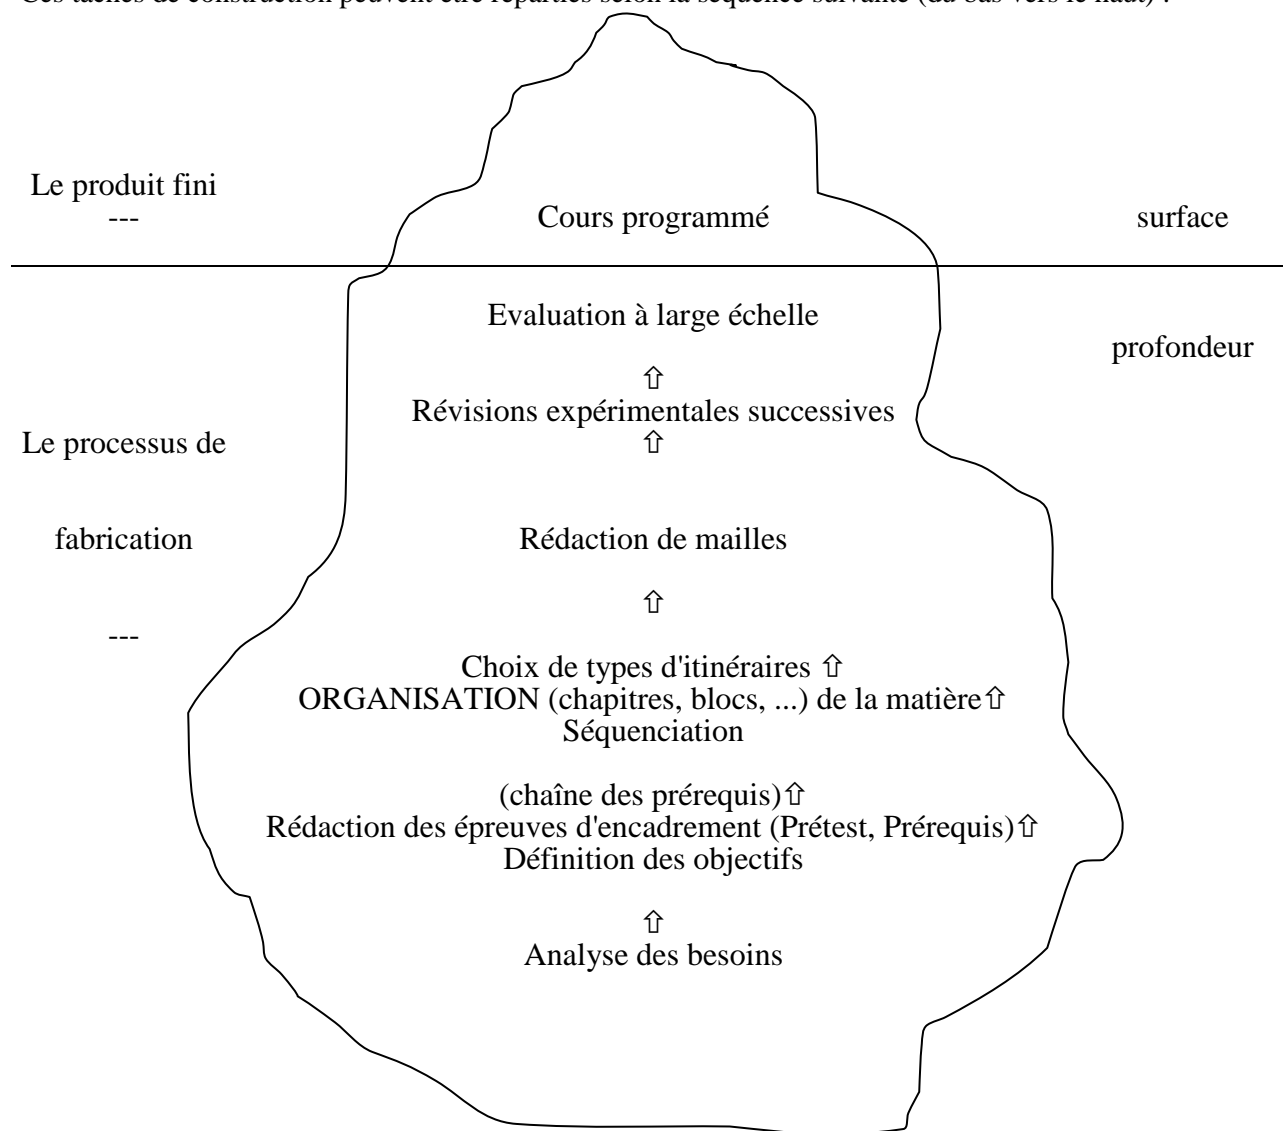 Ces tâches de construction peuvent être réparties selon la séquence suivante (du bas vers le haut) :
Le produit fini
---
Cours programmé
surface
Evaluation à large échelle
profondeur
⇧
Révisions expérimentales successives
⇧
Le processus de
fabrication
Rédaction de mailles
⇧
---
Choix de types d'itinéraires ⇧
ORGANISATION (chapitres, blocs, ...) de la matière⇧
Séquenciation
(chaîne des prérequis)⇧
Rédaction des épreuves d'encadrement (Prétest, Prérequis)⇧
Définition des objectifs
⇧
Analyse des besoins